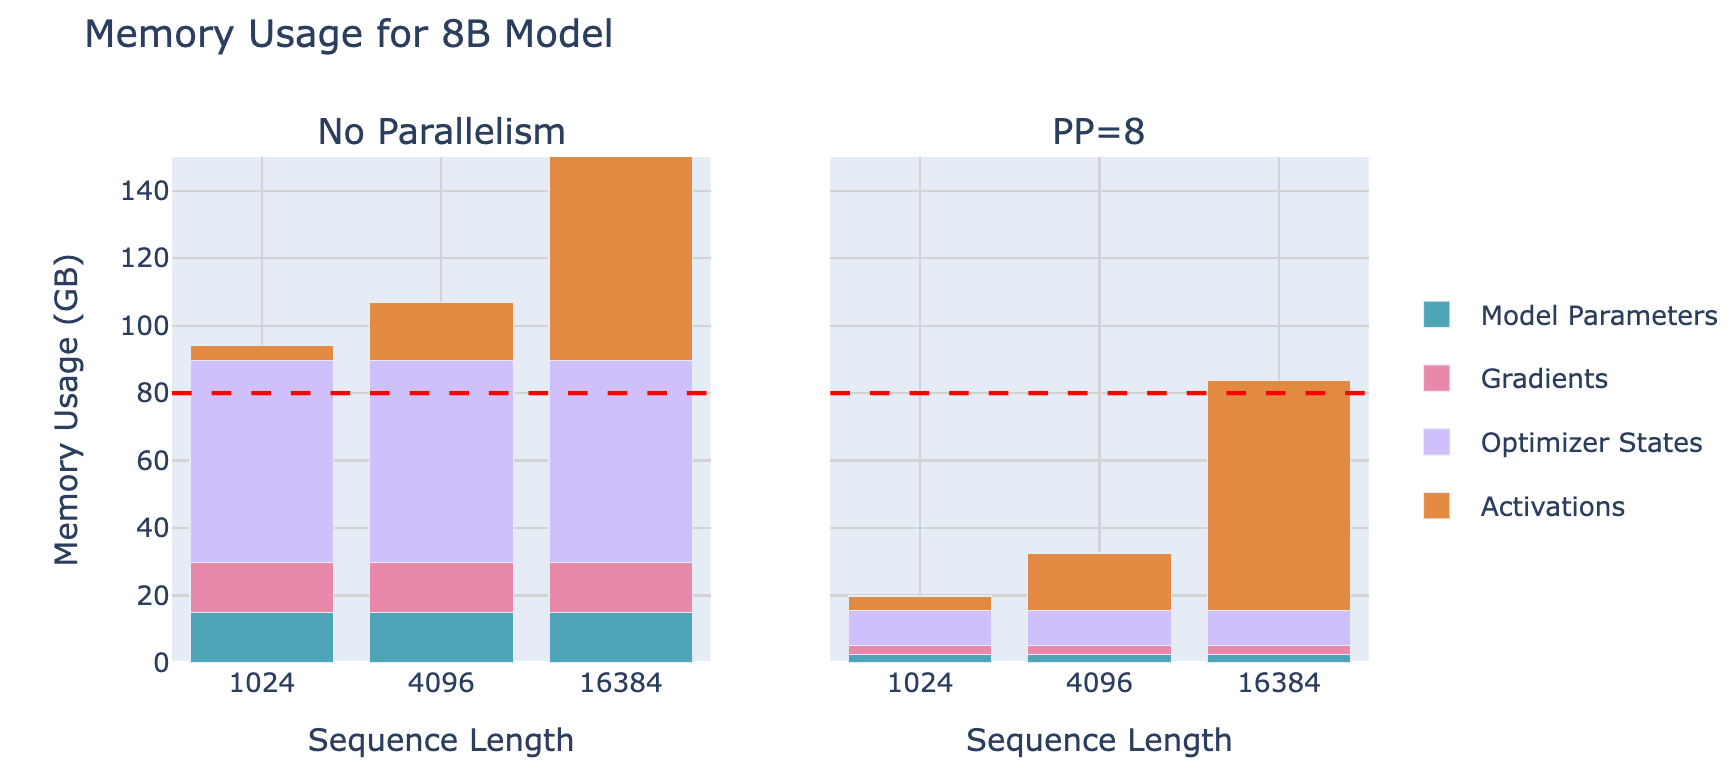 Memory Usage for 8B Model
No Parallelism
PP=8
Memory Usage (GB)
140
120
100
80
60
40
20
0
1024 4096 16384
1024 4096 16384
Sequence Length
Sequence Length
Model Parameters
Gradients
Optimizer States
Activations